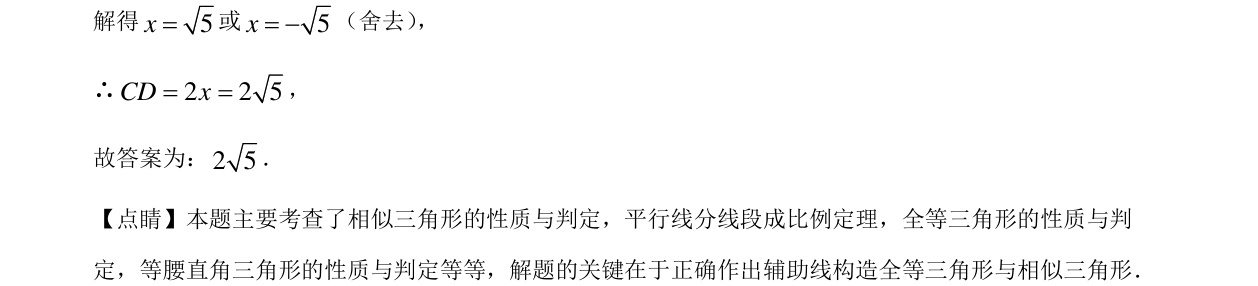 解得 x = √5 或 x = −√5（舍去），
∴ CD = 2x = 2√5，
故答案为：2√5．
【点睛】本题主要考查了相似三角形的性质与判定，平行线分线段成比例定理，全等三角形的性质与判
定，等腰直角三角形的性质与判定等等，解题的关键在于正确作出辅助线构造全等三角形与相似三角形．